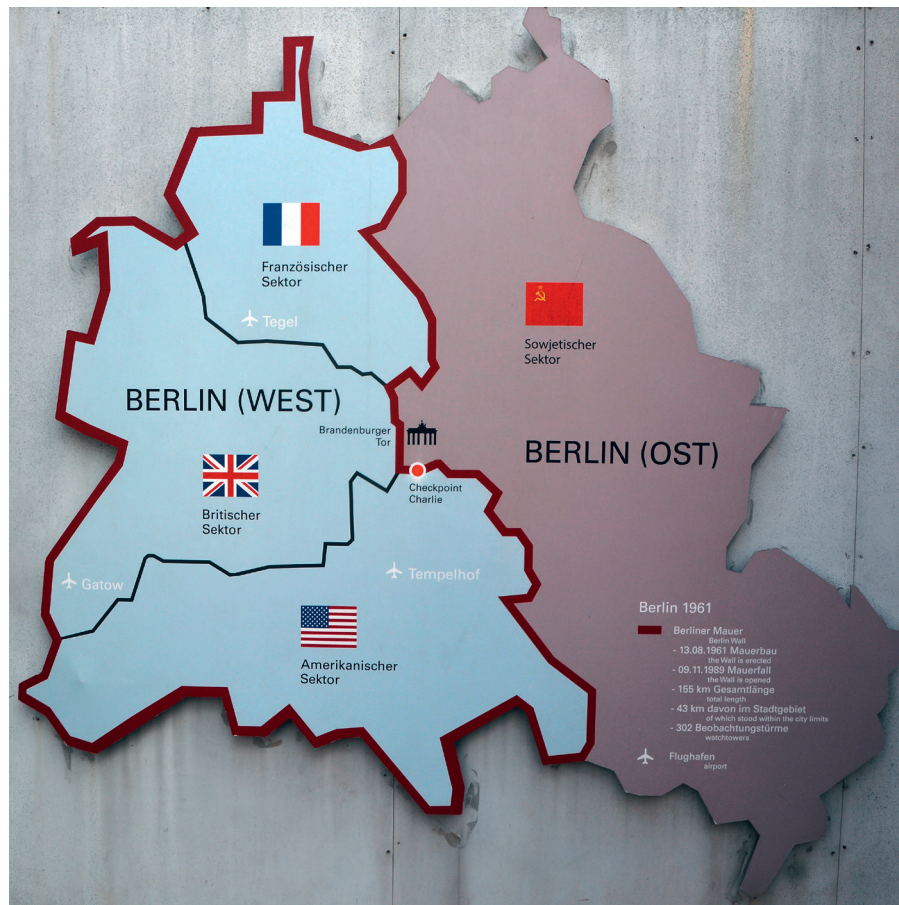 Französischer
Sektor
Tegel
Sowjetischer
Sektor
BERLIN (WEST)
Brandenburger
Tor
BERLIN (OST)
Checkpoint
Charlie
Britischer
Sektor
Gatow
Tempelhof
Amerikanischer
Sektor
Berlin 1961
Berliner Mauer
Berlin Wall
- 13.08.1961 Mauerbau
the Wall is erected
- 09.11.1989 Mauerfall
the Wall is opened
- 155 km Gesamtlänge
total length
- 43 km davon im Stadtgebiet
of which stood within the city limits
- 302 Beobachtungstürme
watchtowers
Flughafen
airport